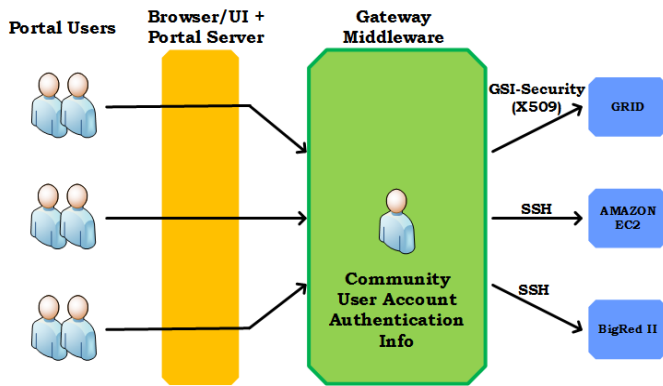 Portal Users
Browser/UI +
Portal Server
Gateway
Middleware
GSI-Security
(X509)
GRID
SSH
AMAZON
EC2
SSH
BigRed II
Community
User Account
Authentication
Info